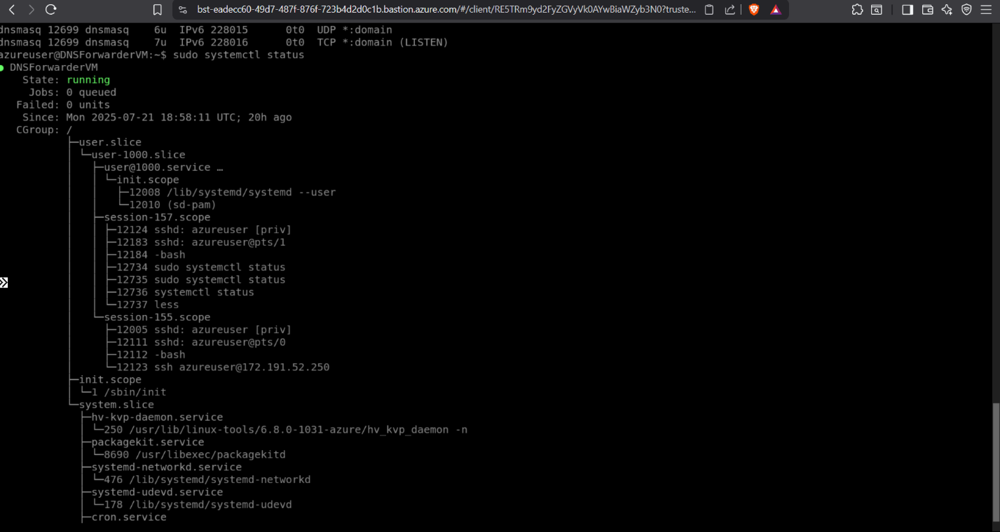 bst-eadecc60-49d7-487f-876f-723b4d2d0c1b.bastion.azure.com/#/client/RE5TRm9yd2FyZGVyVk0AYwBiaWZyb3N0?truste...
dnsmasq 12699 dnsmasq    6u  IPv6 228015      0t0  UDP *:domain
dnsmasq 12699 dnsmasq    7u  IPv6 228016      0t0  TCP *:domain (LISTEN)
azureuser@DNSForwarderVM:~$ sudo systemctl status
● DNSForwarderVM
    State: running
     Jobs: 0 queued
   Failed: 0 units
    Since: Mon 2025-07-21 18:58:11 UTC; 20h ago
   CGroup: /
           ├─user.slice
           │ └─user-1000.slice
           │   ├─user@1000.service …
           │   │ └─init.scope
           │   │   ├─12008 /lib/systemd/systemd --user
           │   │   └─12010 (sd-pam)
           │   ├─session-157.scope
           │   │ ├─12124 sshd: azureuser [priv]
           │   │ ├─12183 sshd: azureuser@pts/1
           │   │ ├─12184 -bash
           │   │ ├─12734 sudo systemctl status
           │   │ ├─12735 sudo systemctl status
           │   │ ├─12736 systemctl status
           │   │ └─12737 less
           │   └─session-155.scope
           │     ├─12005 sshd: azureuser [priv]
           │     ├─12111 sshd: azureuser@pts/0
           │     ├─12112 -bash
           │     └─12123 ssh azureuser@172.191.52.250
           ├─init.scope
           │ └─1 /sbin/init
           └─system.slice
             ├─hv-kvp-daemon.service
             │ └─250 /usr/lib/linux-tools/6.8.0-1031-azure/hv_kvp_daemon -n
             ├─packagekit.service
             │ └─8690 /usr/libexec/packagekitd
             ├─systemd-networkd.service
             │ └─476 /lib/systemd/systemd-networkd
             ├─systemd-udevd.service
             │ └─178 /lib/systemd/systemd-udevd
             ├─cron.service